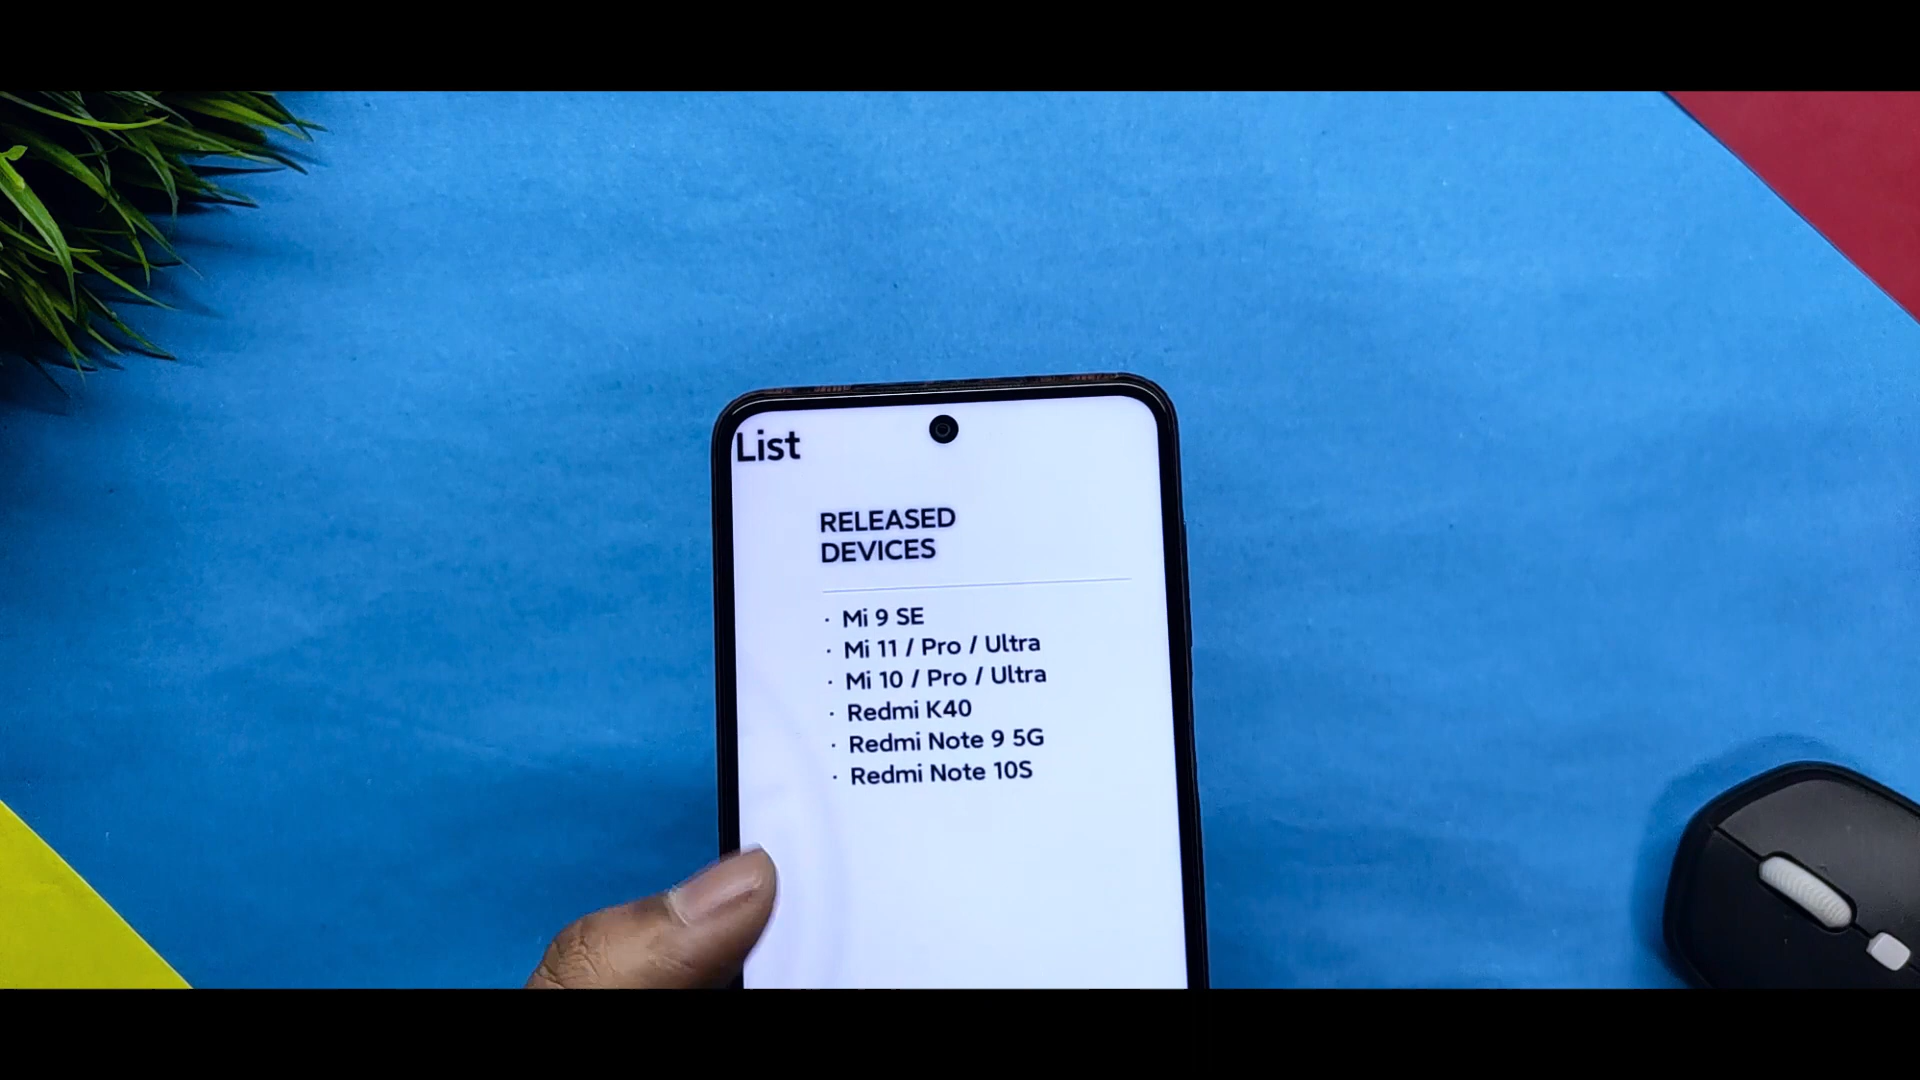 List
RELEASED
DEVICES
· Mi 9 SE
· Mi 11 / Pro / Ultra
· Mi 10 / Pro / Ultra
· Redmi K40
· Redmi Note 9 5G
· Redmi Note 10S